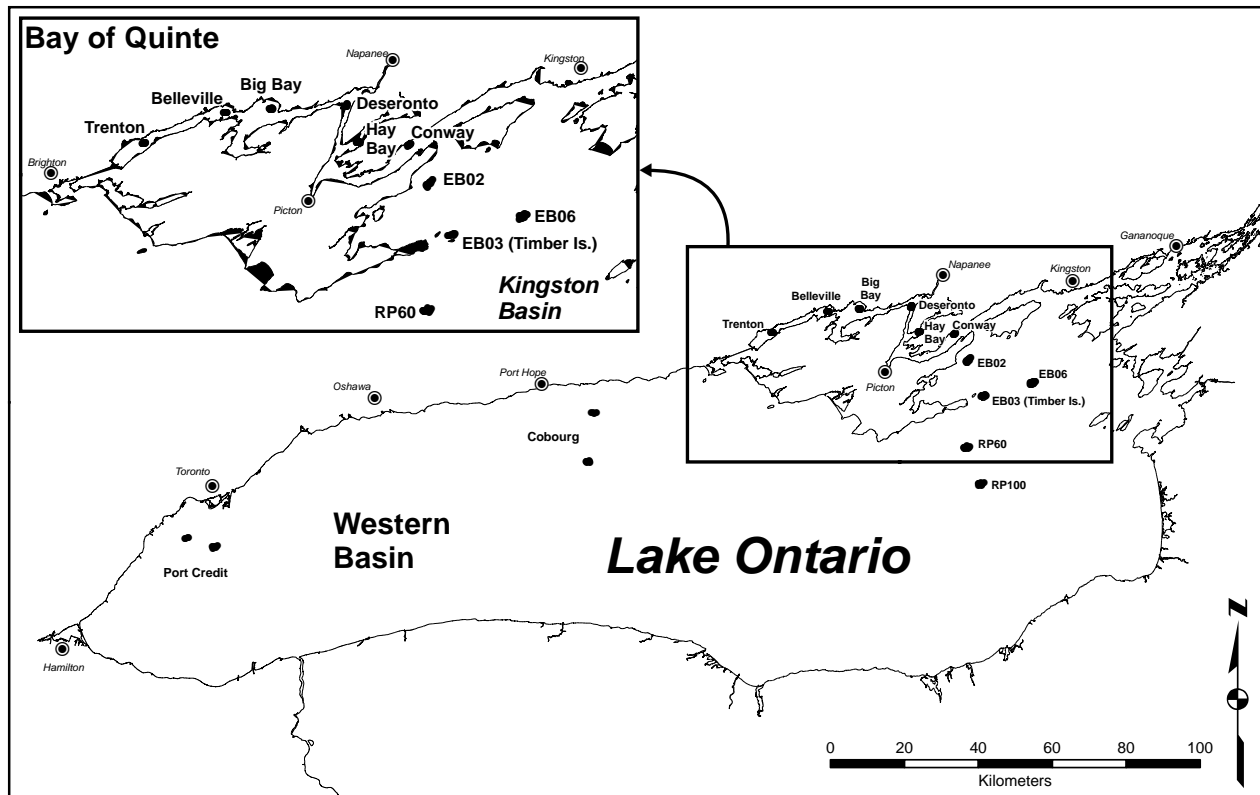 Bay of Quinte
Napanee
Kingston
Big Bay
Belleville
Deseronto
Trenton
Hay
Bay
Conway
Brighton
EB02
Picton
EB06
EB03 (Timber Is.)
Kingston
Basin
RP60
Gananoque
Napanee
Kingston
Big
Bay
Belleville
Deseronto
Trenton
Hay
Bay
Conway
EB02
Picton
EB06
EB03 (Timber Is.)
RP60
RP100
Port Hope
Oshawa
Cobourg
Toronto
Western
Basin
Lake Ontario
Port Credit
Hamilton
N
0 20 40 60 80 100
Kilometers